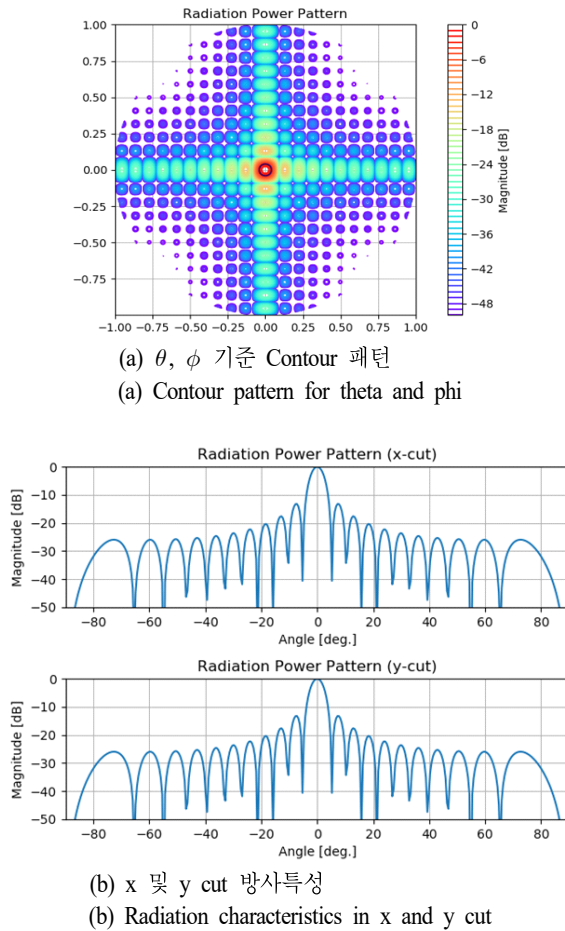 Radiation Power Pattern
1.00
0.75
0.50
0.25
0.00
−0.25
−0.50
−0.75
−1.00 −0.75 −0.50 −0.25 0.00 0.25 0.50 0.75 1.00
0
−6
−12
−18
−24
−30
−36
−42
−48
Magnitude [dB]
(a) θ, ϕ 기준 Contour 패턴
(a) Contour pattern for theta and phi
Radiation Power Pattern (x-cut)
Magnitude [dB]
0
−10
−20
−30
−40
−50
−80 −60 −40 −20 0 20 40 60 80
Angle [deg.]
Radiation Power Pattern (y-cut)
Magnitude [dB]
0
−10
−20
−30
−40
−50
−80 −60 −40 −20 0 20 40 60 80
Angle [deg.]
(b) x 및 y cut 방사특성
(b) Radiation characteristics in x and y cut